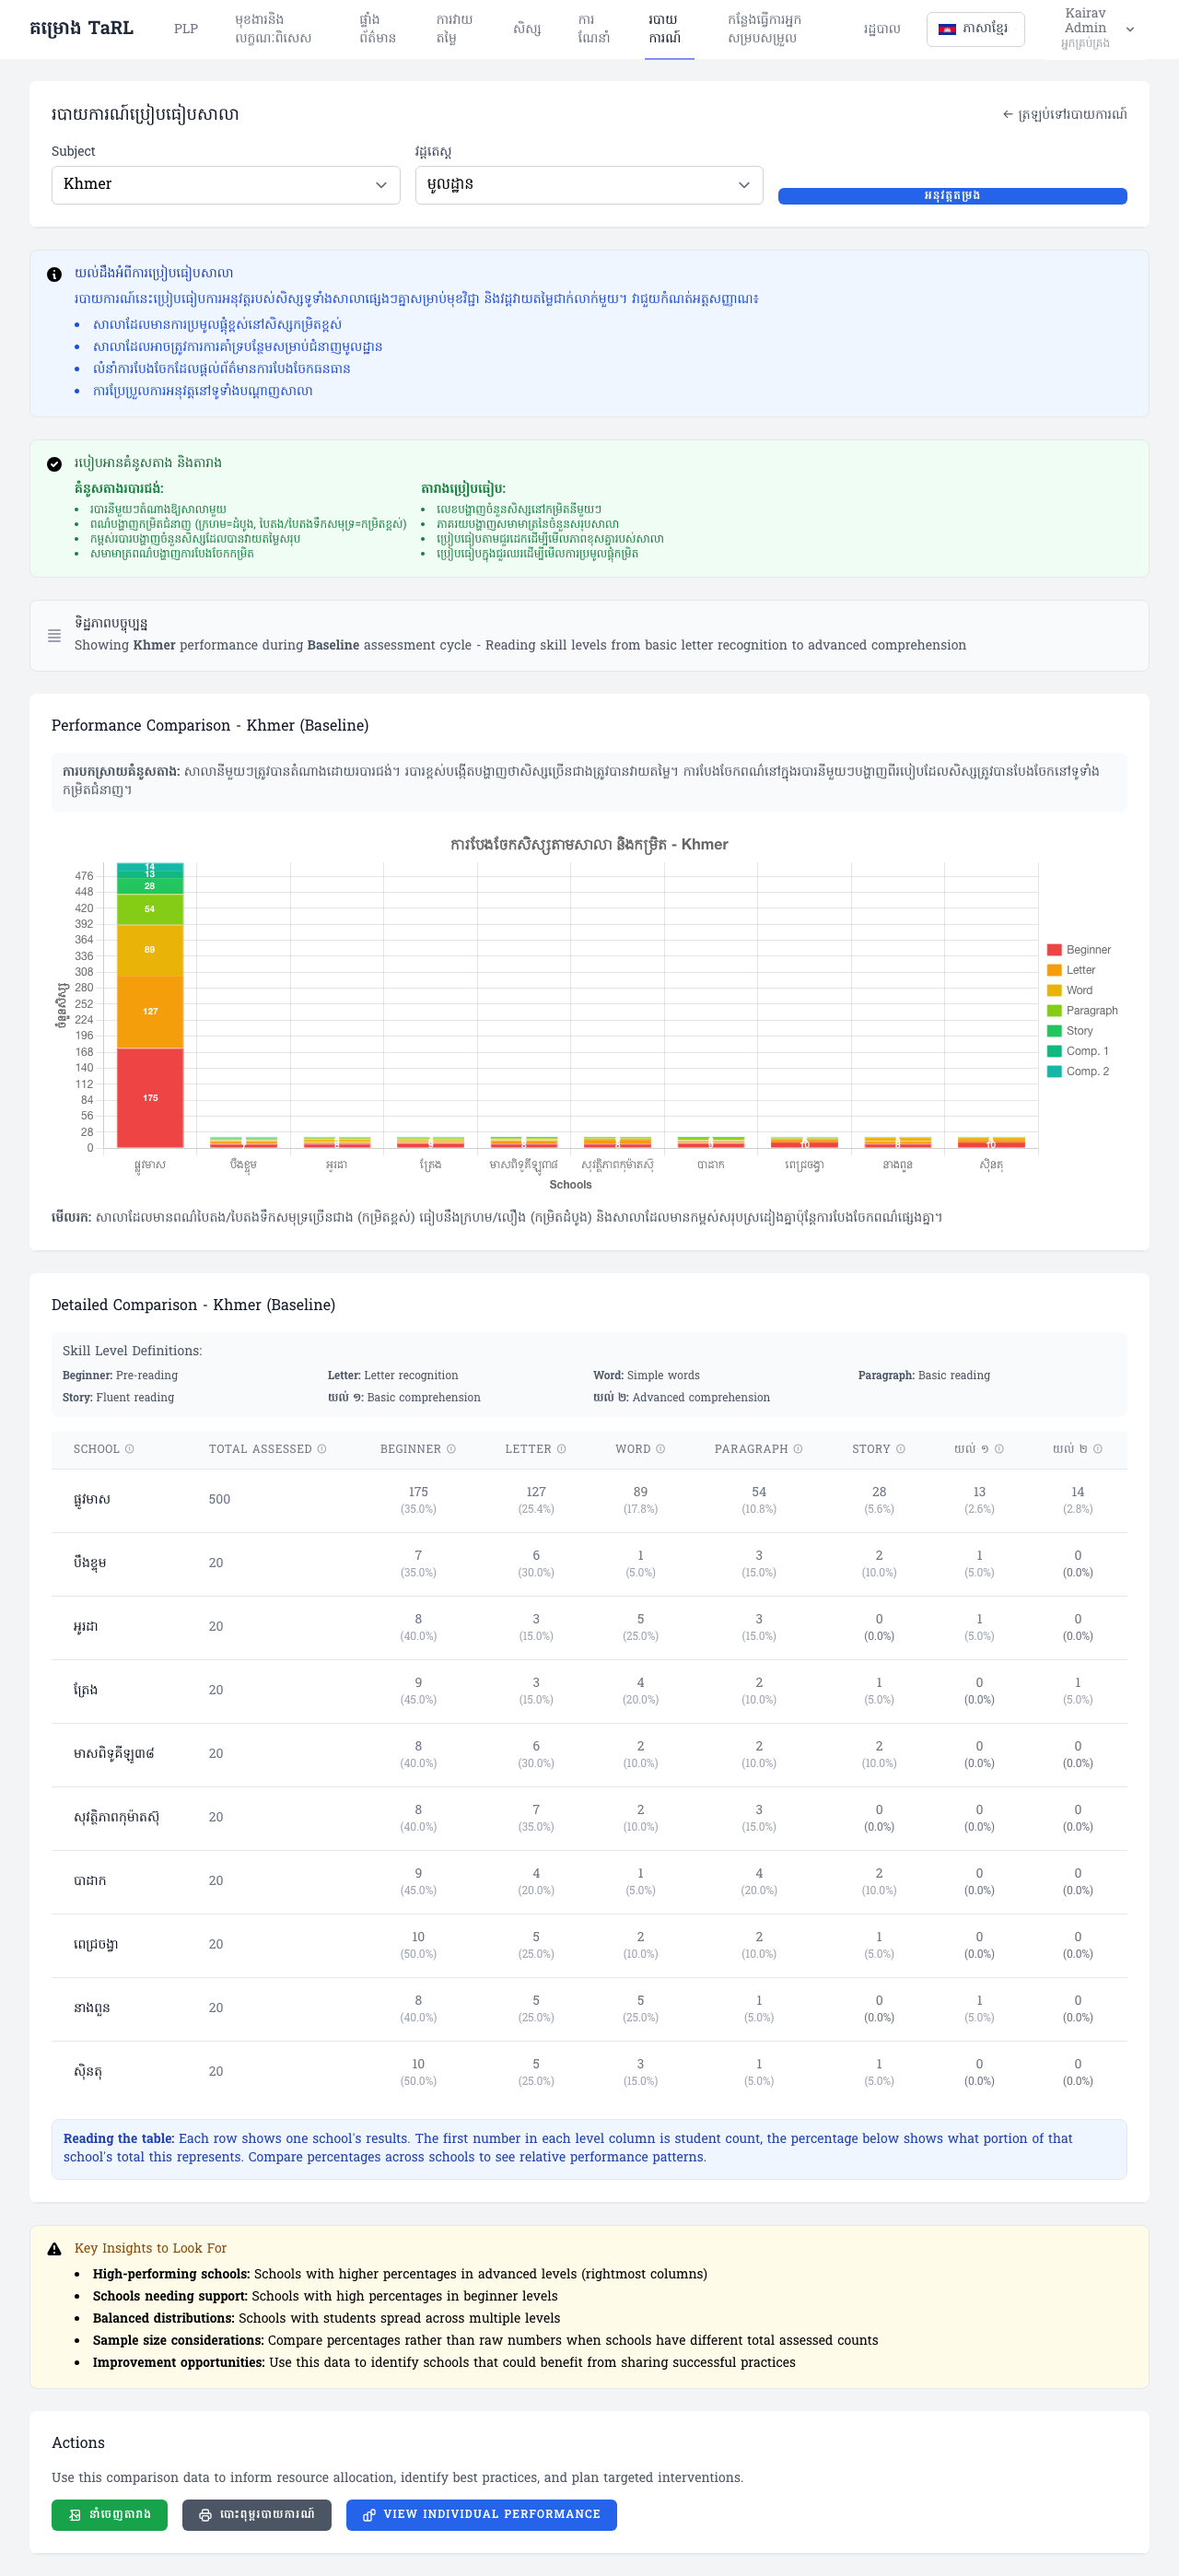 គម្រោង TaRL
PLP
មុខងារនិង
លក្ខណៈពិសេស
ផ្ទាំង
ព័ត៌មាន
ការវាយ
តម្លៃ
សិស្ស
ការ
ណែនាំ
របាយ
ការណ៍
កន្លែងធ្វើការអ្នក
សម្របសម្រួល
រដ្ឋបាល
ភាសាខ្មែរ
Kairav
Admin
អ្នកគ្រប់គ្រង
របាយការណ៍ប្រៀបធៀបសាលា
← ត្រឡប់ទៅរបាយការណ៍
Subject
វដ្តតេស្ត
Khmer
មូលដ្ឋាន
អនុវត្តតម្រង
យល់ដឹងអំពីការប្រៀបធៀបសាលា
របាយការណ៍នេះប្រៀបធៀបការអនុវត្តរបស់សិស្សទូទាំងសាលាផ្សេងៗគ្នាសម្រាប់មុខវិជ្ជា និងវដ្តវាយតម្លៃជាក់លាក់មួយ។ វាជួយកំណត់អត្តសញ្ញាណ៖
• សាលាដែលមានការប្រមូលផ្តុំខ្ពស់នៅសិស្សកម្រិតខ្ពស់
• សាលាដែលអាចត្រូវការការគាំទ្របន្ថែមសម្រាប់ជំនាញមូលដ្ឋាន
• លំនាំការបែងចែកដែលផ្តល់ព័ត៌មានការបែងចែកធនធាន
• ការប្រែប្រួលការអនុវត្តនៅទូទាំងបណ្តាញសាលា
របៀបអានគំនូសតាង និងតារាង
គំនូសតាងរបារជង់:
• របារនីមួយៗតំណាងឱ្យសាលាមួយ
• ពណ៌បង្ហាញកម្រិតជំនាញ (ក្រហម=ដំបូង, បៃតង/បៃតងទឹកសមុទ្រ=កម្រិតខ្ពស់)
• កម្ពស់របារបង្ហាញចំនួនសិស្សដែលបានវាយតម្លៃសរុប
• សមាមាត្រពណ៌បង្ហាញការបែងចែកកម្រិត
តារាងប្រៀបធៀប:
• លេខបង្ហាញចំនួនសិស្សនៅកម្រិតនីមួយៗ
• ភាគរយបង្ហាញសមាមាត្រនៃចំនួនសរុបសាលា
• ប្រៀបធៀបតាមជួរដេកដើម្បីមើលភាពខុសគ្នារបស់សាលា
• ប្រៀបធៀបក្នុងជួរឈរដើម្បីមើលការប្រមូលផ្តុំកម្រិត
ទិដ្ឋភាពបច្ចុប្បន្ន
Showing Khmer performance during Baseline assessment cycle - Reading skill levels from basic letter recognition to advanced comprehension
Performance Comparison - Khmer (Baseline)
ការបកស្រាយគំនូសតាង: សាលានីមួយៗត្រូវបានតំណាងដោយរបារជង់។ របារខ្ពស់បង្កើតបង្ហាញថាសិស្សច្រើនជាងត្រូវបានវាយតម្លៃ។ ការបែងចែកពណ៌នៅក្នុងរបារនីមួយៗបង្ហាញពីរបៀបដែលសិស្សត្រូវបានបែងចែកនៅទូទាំង
កម្រិតជំនាញ។
ការបែងចែកសិស្សតាមសាលា និងកម្រិត - Khmer
ចំនួនសិស្ស
476
448
420
392
364
336
308
280
252
224
196
168
140
112
84
56
28
0
14
13
28
54
89
127
175
Beginner
Letter
Word
Paragraph
Story
Comp. 1
Comp. 2
ផ្លូវមាស
បឹងខ្ទុម
អូរដា
ត្រែង
មាសពិទូគីឡូ៣៨
សុវត្ថិភាពកុម៉ាតស៊ុ
បាដាក
ពេជ្រចង្វា
នាងពួន
ស៊ិនតុ
Schools
មើលរក: សាលាដែលមានពណ៌បៃតង/បៃតងទឹកសមុទ្រច្រើនជាង (កម្រិតខ្ពស់) ធៀបនឹងក្រហម/លឿង (កម្រិតដំបូង) និងសាលាដែលមានកម្ពស់សរុបស្រដៀងគ្នាប៉ុន្តែការបែងចែកពណ៌ផ្សេងគ្នា។
Detailed Comparison - Khmer (Baseline)
Skill Level Definitions:
Beginner: Pre-reading
Letter: Letter recognition
Word: Simple words
Paragraph: Basic reading
Story: Fluent reading
យល់ ១: Basic comprehension
យល់ ២: Advanced comprehension
SCHOOL TOTAL ASSESSED BEGINNER LETTER WORD PARAGRAPH STORY យល់ ១ យល់ ២
ផ្លូវមាស 500 175 127 89 54 28 13 14
(35.0%) (25.4%) (17.8%) (10.8%) (5.6%) (2.6%) (2.8%)
បឹងខ្ទុម 20 7 6 1 3 2 1 0
(35.0%) (30.0%) (5.0%) (15.0%) (10.0%) (5.0%) (0.0%)
អូរដា 20 8 3 5 3 0 1 0
(40.0%) (15.0%) (25.0%) (15.0%) (0.0%) (5.0%) (0.0%)
ត្រែង 20 9 3 4 2 1 0 1
(45.0%) (15.0%) (20.0%) (10.0%) (5.0%) (0.0%) (5.0%)
មាសពិទូគីឡូ៣៨ 20 8 6 2 2 2 0 0
(40.0%) (30.0%) (10.0%) (10.0%) (10.0%) (0.0%) (0.0%)
សុវត្ថិភាពកុម៉ាតស៊ុ 20 8 7 2 3 0 0 0
(40.0%) (35.0%) (10.0%) (15.0%) (0.0%) (0.0%) (0.0%)
បាដាក 20 9 4 1 4 2 0 0
(45.0%) (20.0%) (5.0%) (20.0%) (10.0%) (0.0%) (0.0%)
ពេជ្រចង្វា 20 10 5 2 2 1 0 0
(50.0%) (25.0%) (10.0%) (10.0%) (5.0%) (0.0%) (0.0%)
នាងពួន 20 8 5 5 1 0 1 0
(40.0%) (25.0%) (25.0%) (5.0%) (0.0%) (5.0%) (0.0%)
ស៊ិនតុ 20 10 5 3 1 1 0 0
(50.0%) (25.0%) (15.0%) (5.0%) (5.0%) (0.0%) (0.0%)
Reading the table: Each row shows one school's results. The first number in each level column is student count, the percentage below shows what portion of that
school's total this represents. Compare percentages across schools to see relative performance patterns.
Key Insights to Look For
• High-performing schools: Schools with higher percentages in advanced levels (rightmost columns)
• Schools needing support: Schools with high percentages in beginner levels
• Balanced distributions: Schools with students spread across multiple levels
• Sample size considerations: Compare percentages rather than raw numbers when schools have different total assessed counts
• Improvement opportunities: Use this data to identify schools that could benefit from sharing successful practices
Actions
Use this comparison data to inform resource allocation, identify best practices, and plan targeted interventions.
នាំចេញតារាង
បោះពុម្ពរបាយការណ៍
VIEW INDIVIDUAL PERFORMANCE